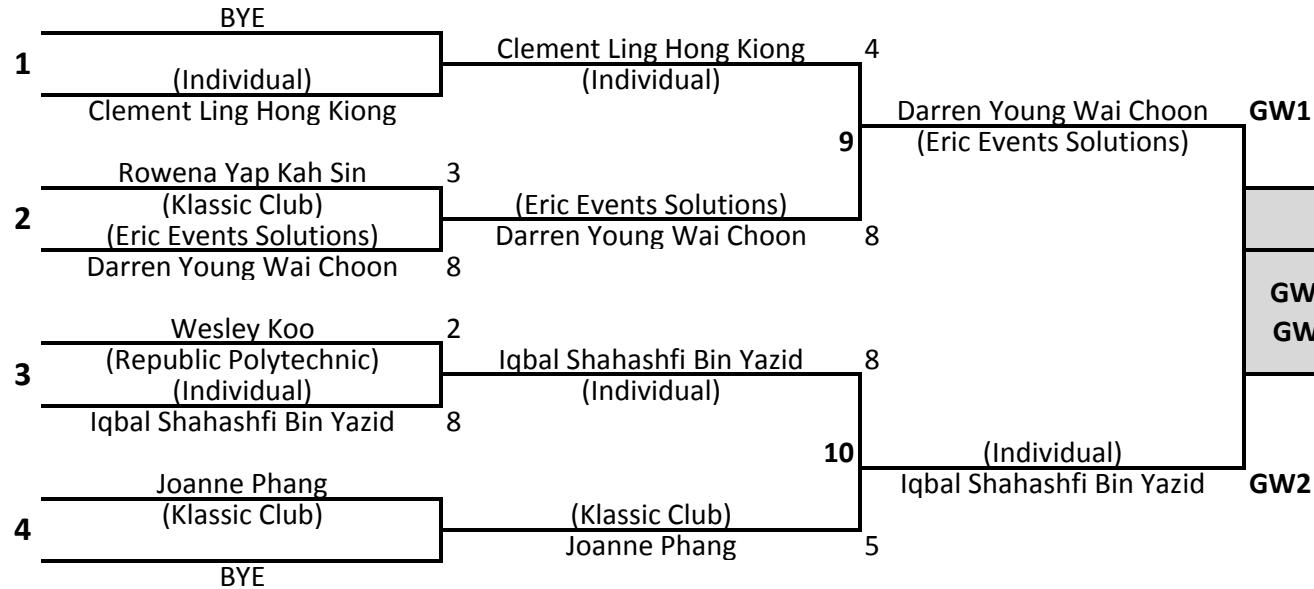 BYE
1
(Individual)
Clement Ling Hong Kiong
Rowena Yap Kah Sin 3
2
(Klassic Club)
(Eric Events Solutions)
Darren Young Wai Choon 8
Wesley Koo 2
3
(Republic Polytechnic)
(Individual)
Iqbal Shahashfi Bin Yazid 8
Joanne Phang
4
(Klassic Club)
BYE
Clement Ling Hong Kiong 4
(Individual)
9
(Eric Events Solutions)
Darren Young Wai Choon 8
Iqbal Shahashfi Bin Yazid 8
(Individual)
10
(Klassic Club)
Joanne Phang 5
Darren Young Wai Choon GW1
(Eric Events Solutions)
(Individual)
Iqbal Shahashfi Bin Yazid GW2
GW
GW